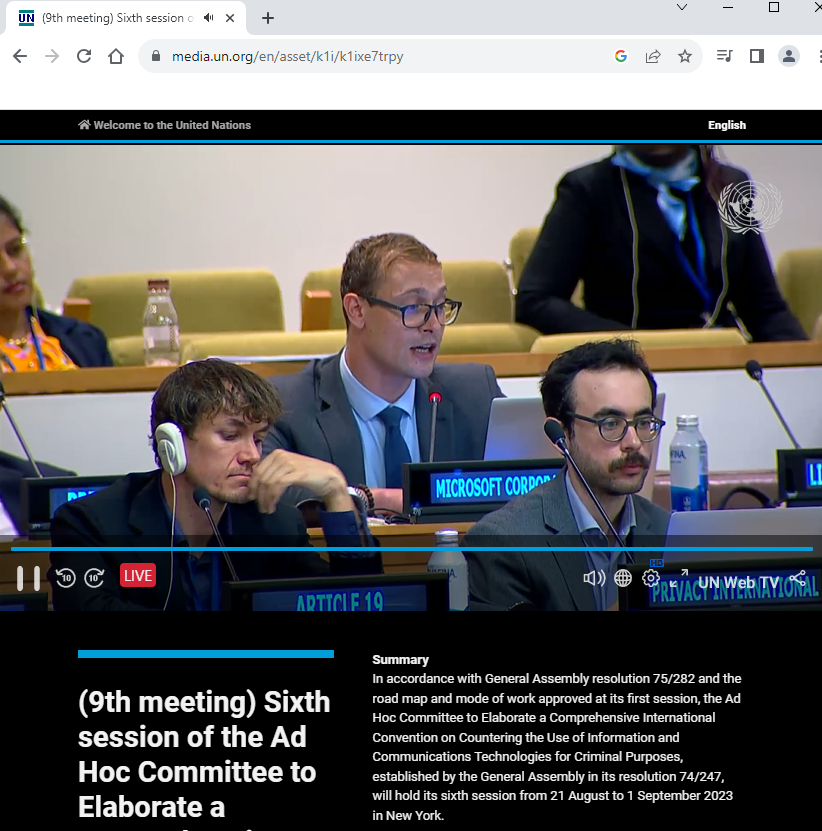 UN (9th meeting) Sixth session o
media.un.org/en/asset/k1i/k1ixe7trpy
Welcome to the United Nations
English
MICROSOFT CORPOR
10 10 LIVE
HD
UN Web TV
ARTICLE 19
PRIVACY INTERNATIONAL
(9th meeting) Sixth
session of the Ad
Hoc Committee to
Elaborate a
Summary
In accordance with General Assembly resolution 75/282 and the
road map and mode of work approved at its first session, the Ad
Hoc Committee to Elaborate a Comprehensive International
Convention on Countering the Use of Information and
Communications Technologies for Criminal Purposes,
established by the General Assembly in its resolution 74/247,
will hold its sixth session from 21 August to 1 September 2023
in New York.